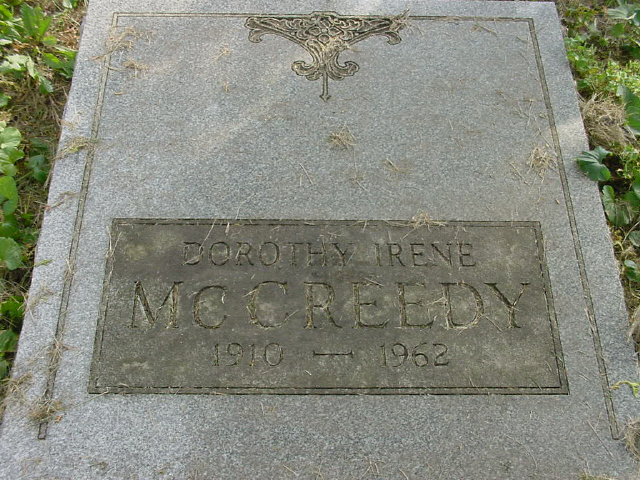 DOROTHY IRENE
MCCREEDY
1910 — 1962